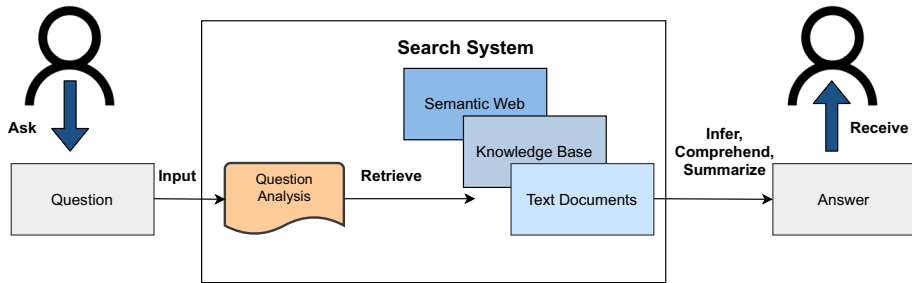 Search System
Semantic Web
Ask
Receive
Infer,
Comprehend,
Summarize
Knowledge Base
Input
Question
Analysis
Retrieve
Question
Text Documents
Answer